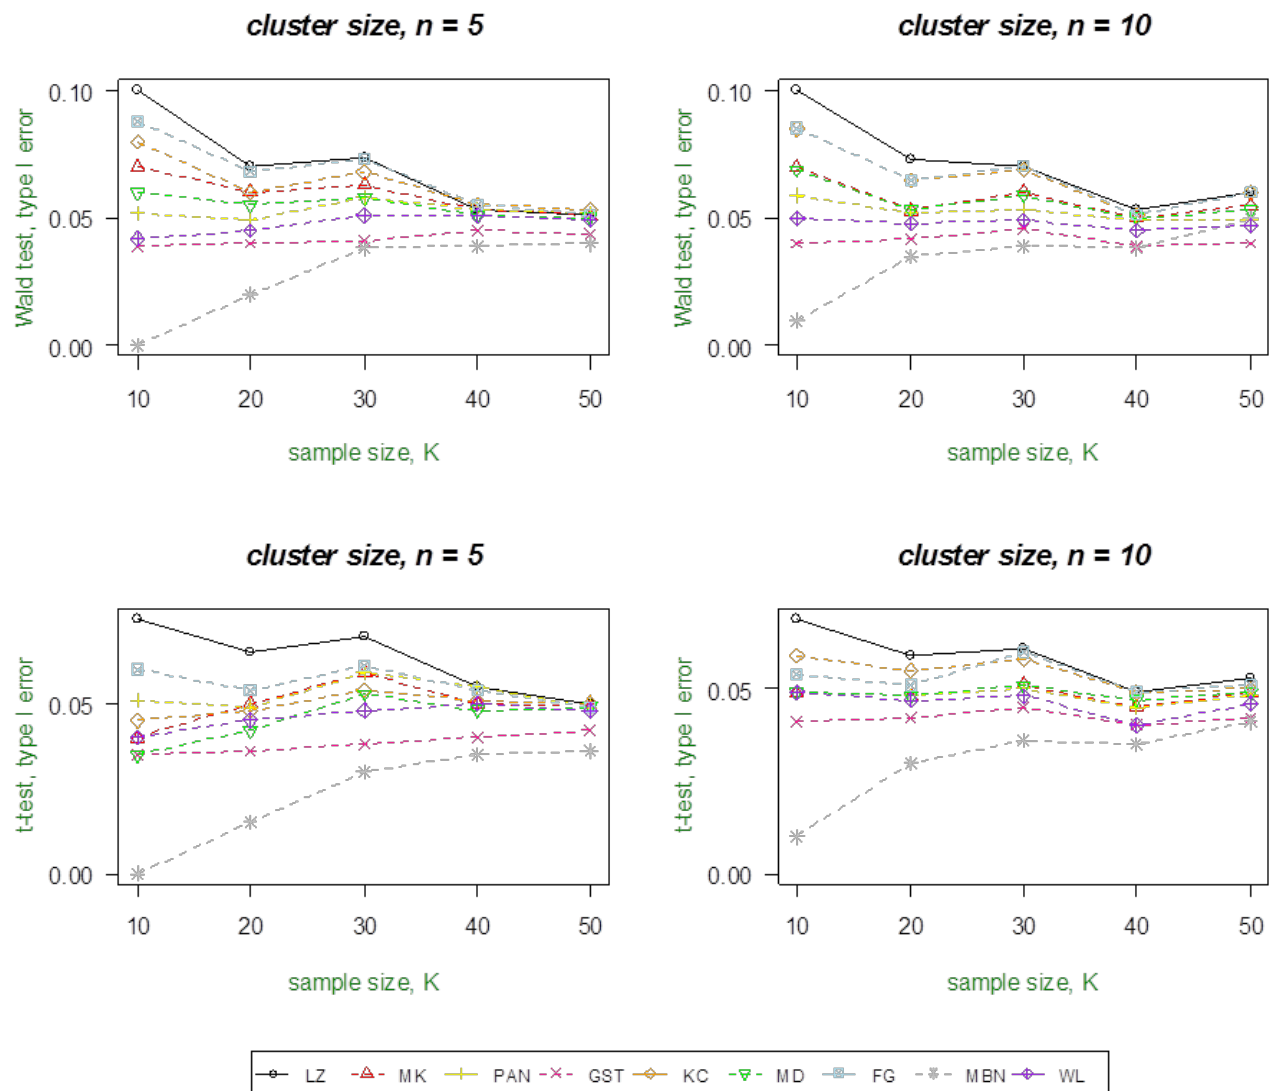 cluster size, n = 5
cluster size, n = 10
Wald test, type I error
0.10
0.05
0.00
10 20 30 40 50
sample size, K
Wald test, type I error
0.10
0.05
0.00
10 20 30 40 50
sample size, K
cluster size, n = 5
cluster size, n = 10
t-test, type I error
0.05
0.00
10 20 30 40 50
sample size, K
t-test, type I error
0.05
0.00
10 20 30 40 50
sample size, K
LZ MK PAN GST KC MD FG MBN WL